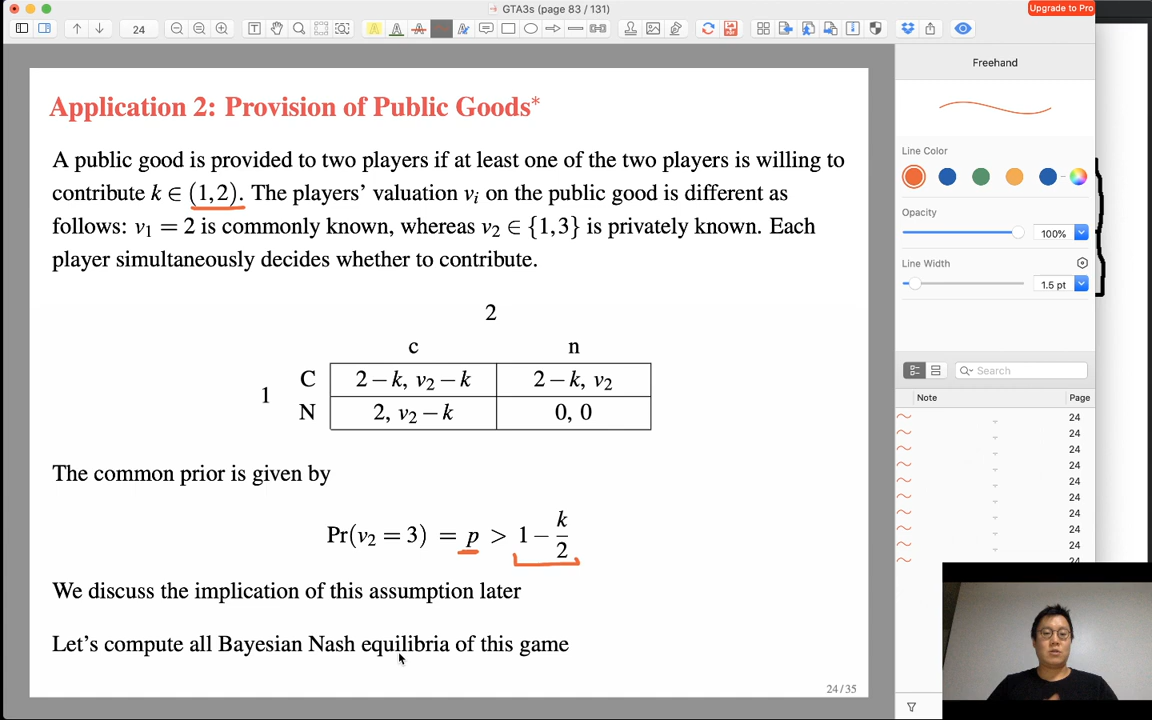 GTA3s (page 83 / 131)
Upgrade to Pro
24
Freehand
Application 2: Provision of Public Goods*
A public good is provided to two players if at least one of the two players is willing to
contribute k ∈ (1,2). The players' valuation vᵢ on the public good is different as
follows: v₁ = 2 is commonly known, whereas v₂ ∈ {1,3} is privately known. Each
player simultaneously decides whether to contribute.
2
c n
C 2−k, v₂−k 2−k, v₂
1
N 2, v₂−k 0, 0
The common prior is given by
Pr(v₂ = 3) = p > 1 − k/2
We discuss the implication of this assumption later
Let's compute all Bayesian Nash equilibria of this game
24/35
Line Color
Opacity
100%
Line Width
1.5 pt
Search
Note Page
24
24
24
24
24
24
24
24
24
24